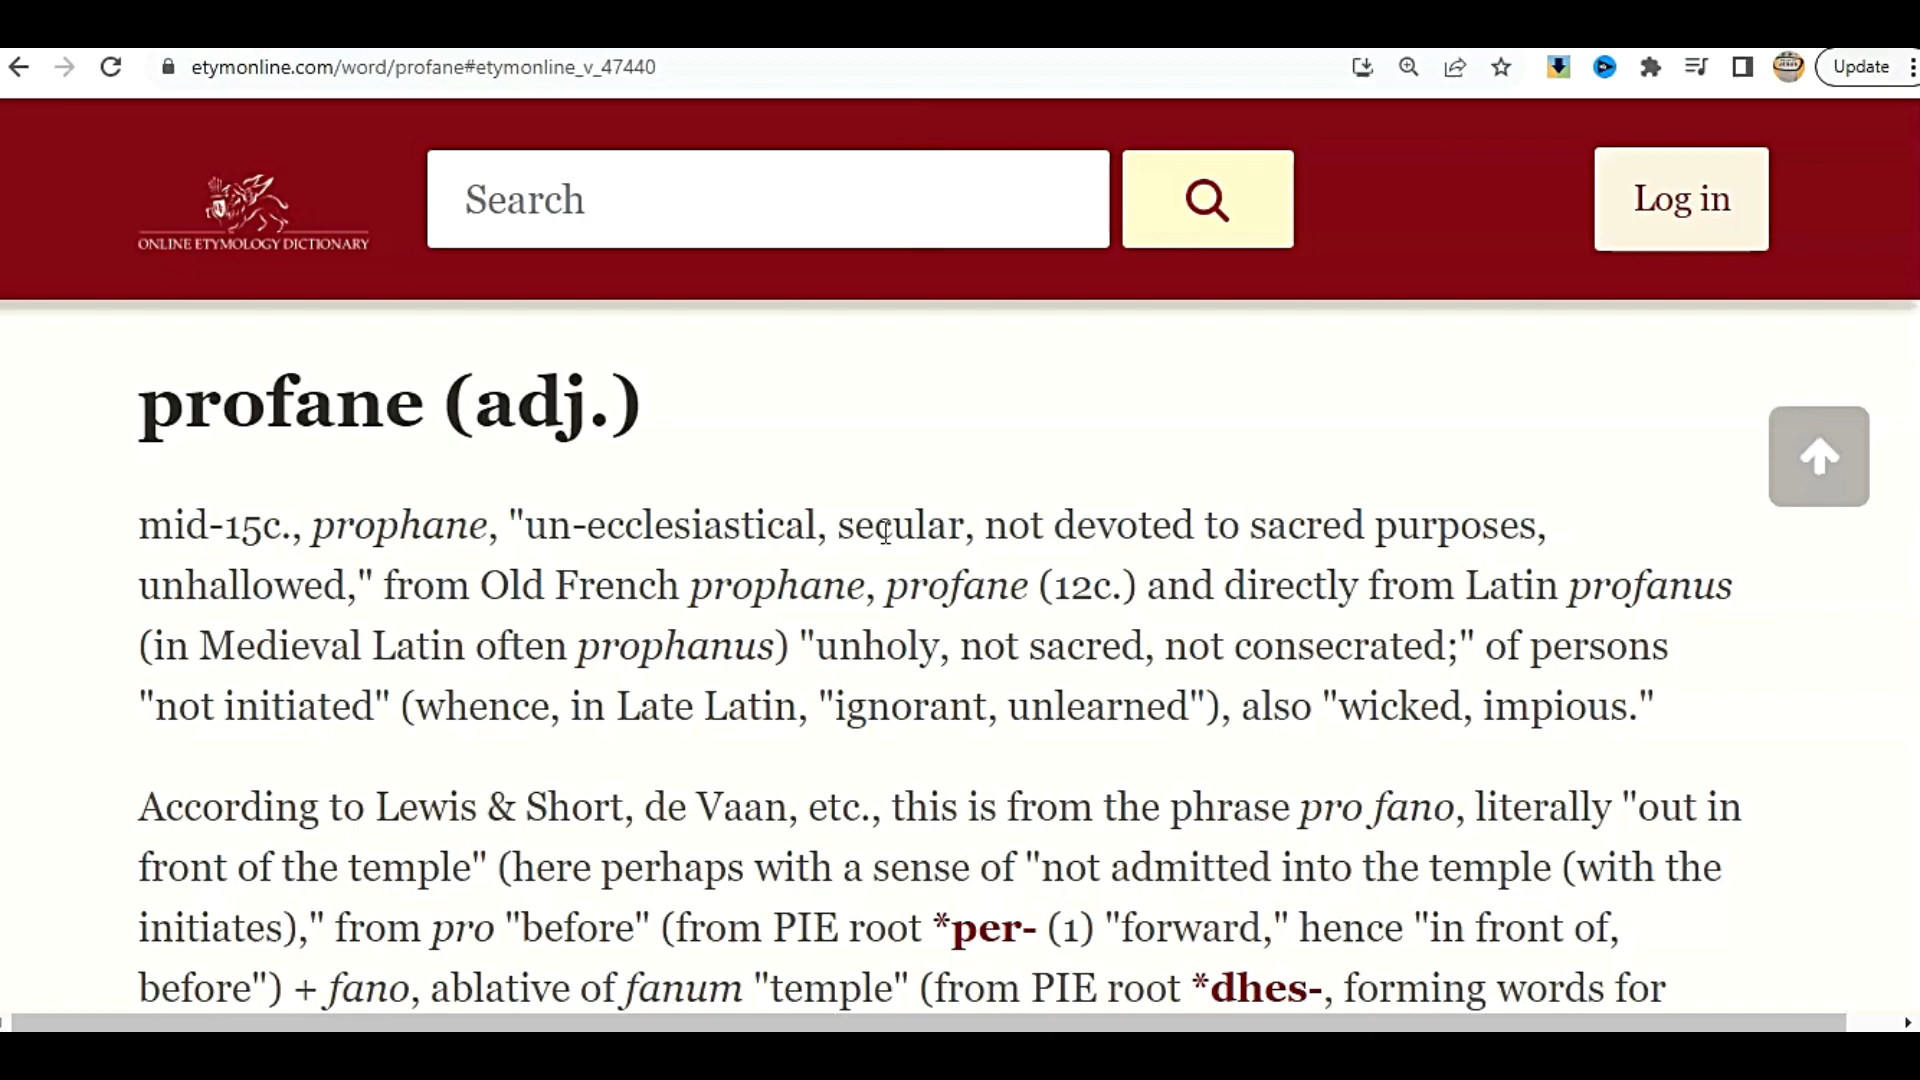 etymonline.com/word/profane#etymonline_v_47440
Update
ONLINE ETYMOLOGY DICTIONARY
Search
Log in
profane (adj.)
mid-15c., prophane, "un-ecclesiastical, secular, not devoted to sacred purposes,
unhallowed," from Old French prophane, profane (12c.) and directly from Latin profanus
(in Medieval Latin often prophanus) "unholy, not sacred, not consecrated;" of persons
"not initiated" (whence, in Late Latin, "ignorant, unlearned"), also "wicked, impious."
According to Lewis & Short, de Vaan, etc., this is from the phrase pro fano, literally "out in
front of the temple" (here perhaps with a sense of "not admitted into the temple (with the
initiates)," from pro "before" (from PIE root *per- (1) "forward," hence "in front of,
before") + fano, ablative of fanum "temple" (from PIE root *dhes-, forming words for